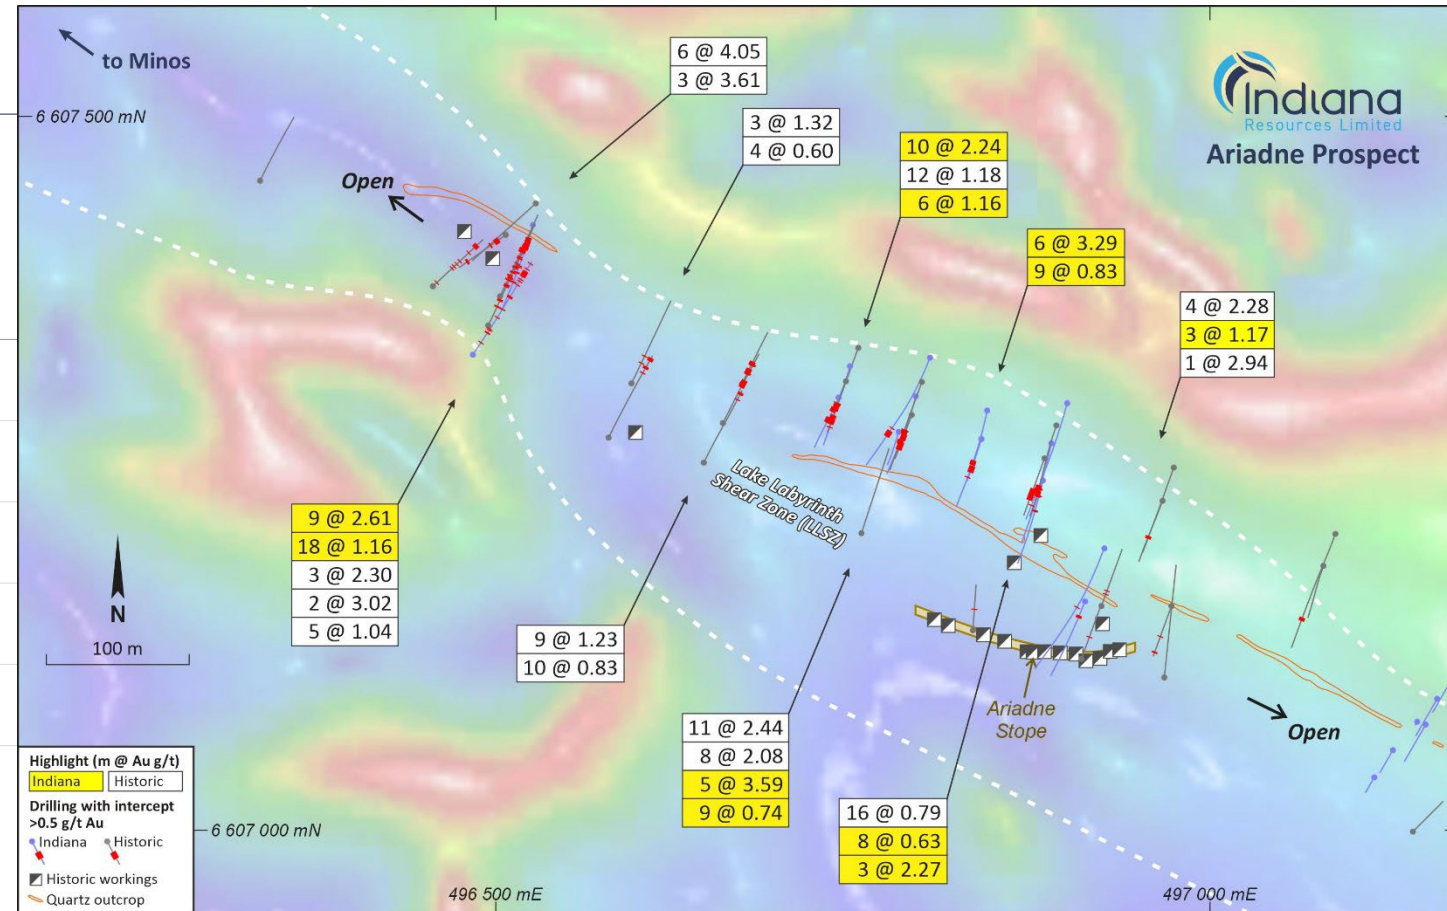 to Minos
6 @ 4.05
3 @ 3.61
Indiana
Resources Limited
Ariadne Prospect
6 607 500 mN
3 @ 1.32
4 @ 0.60
10 @ 2.24
12 @ 1.18
6 @ 1.16
Open
6 @ 3.29
9 @ 0.83
4 @ 2.28
3 @ 1.17
1 @ 2.94
Lake Labyrinth
Shear Zone (LLSZ)
9 @ 2.61
18 @ 1.16
3 @ 2.30
2 @ 3.02
5 @ 1.04
N
100 m
9 @ 1.23
10 @ 0.83
Ariadne
Stope
Open
11 @ 2.44
8 @ 2.08
5 @ 3.59
9 @ 0.74
16 @ 0.79
8 @ 0.63
3 @ 2.27
Highlight (m @ Au g/t)
Indiana Historic
Drilling with intercept
>0.5 g/t Au
Indiana Historic
Historic workings
Quartz outcrop
6 607 000 mN
496 500 mE
497 000 mE